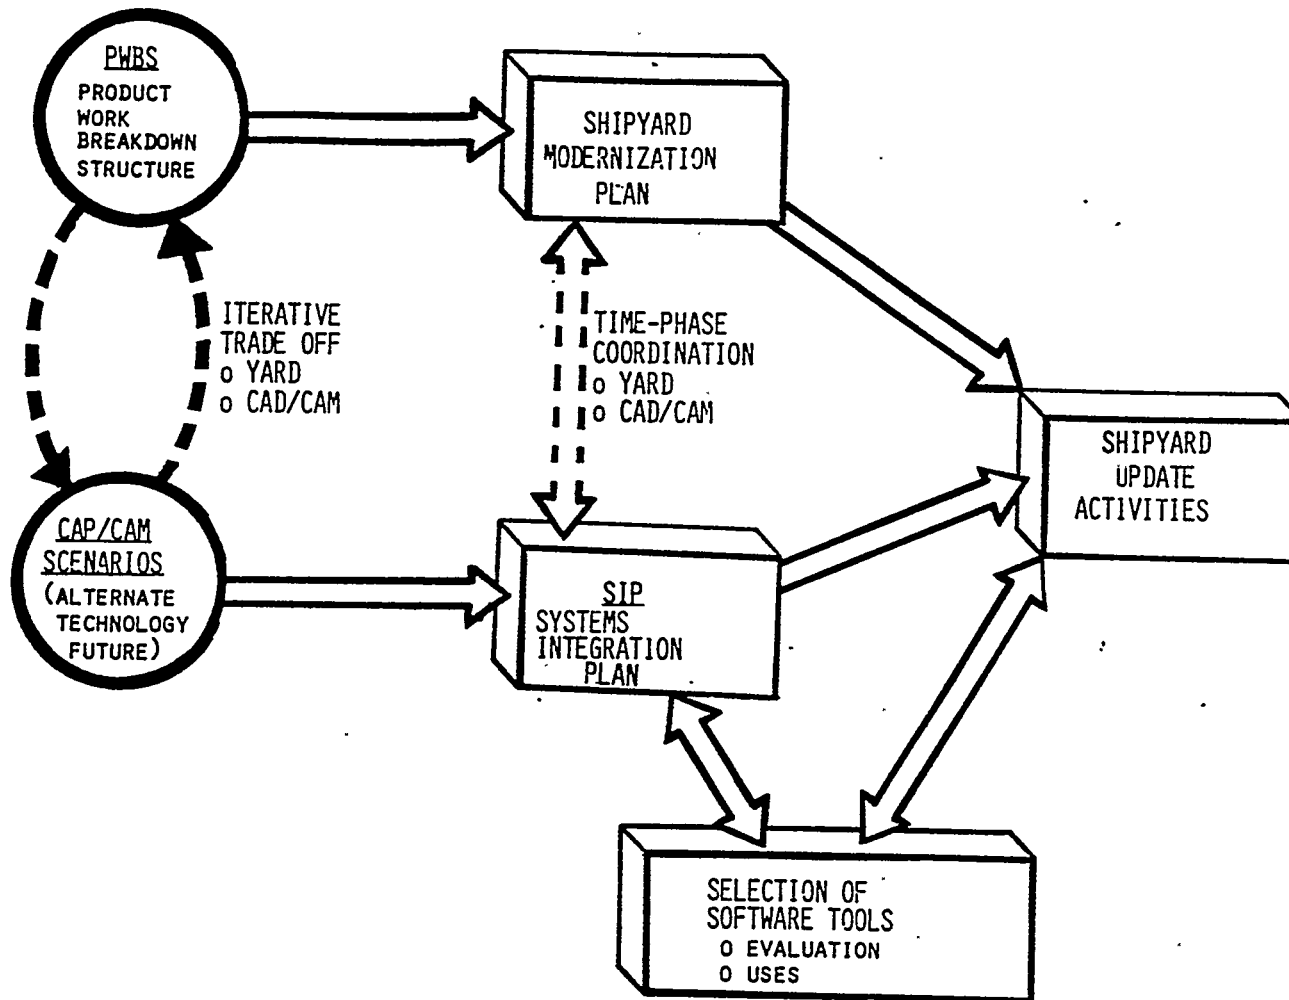 PWBS
PRODUCT
WORK
BREAKDOWN
STRUCTURE
SHIPYARD
MODERNIZATION
PLAN
ITERATIVE
TRADE OFF
o YARD
o CAD/CAM
TIME-PHASE
COORDINATION
o YARD
o CAD/CAM
SHIPYARD
UPDATE
ACTIVITIES
CAP/CAM
SCENARIOS
(ALTERNATE
TECHNOLOGY
FUTURE)
SIP
SYSTEMS
INTEGRATION
PLAN
SELECTION OF
SOFTWARE TOOLS
O EVALUATION
O USES